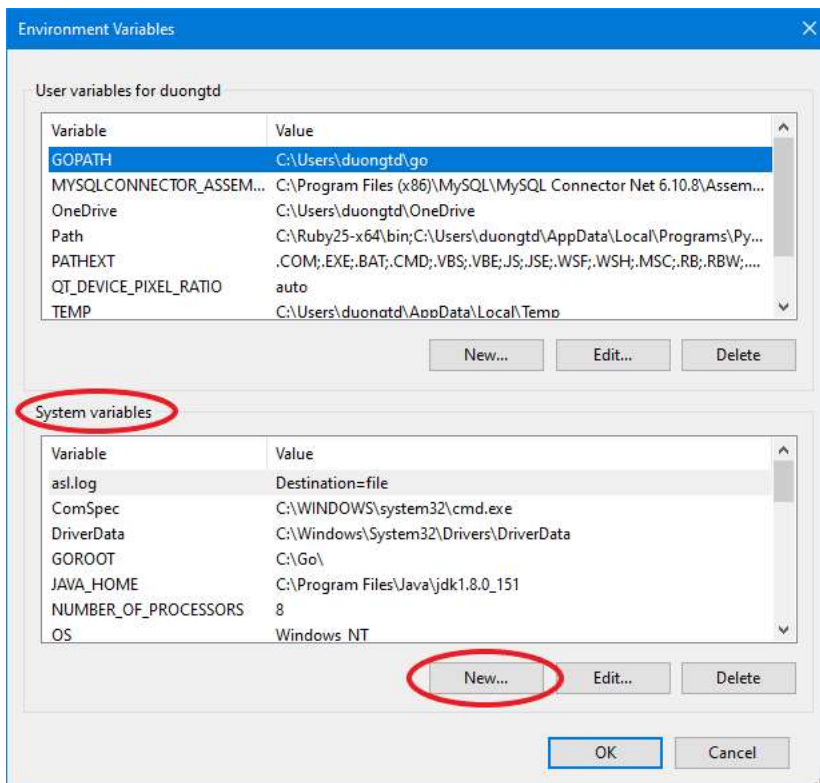 Environment Variables
User variables for duongtd
Variable Value
GOPATH C:\Users\duongtd\go
MYSQLCONNECTOR_ASSEM... C:\Program Files (x86)\MySQL\MySQL Connector Net 6.10.8\Assem...
OneDrive C:\Users\duongtd\OneDrive
Path C:\Ruby25-x64\bin;C:\Users\duongtd\AppData\Local\Programs\Py...
PATHEXT .COM;.EXE;.BAT;.CMD;.VBS;.VBE;.JS;.JSE;.WSF;.WSH;.MSC;.RB;.RBW;....
QT_DEVICE_PIXEL_RATIO auto
TEMP C:\Users\duongtd\AppData\Local\Temp
New... Edit... Delete
System variables
Variable Value
asl.log Destination=file
ComSpec C:\WINDOWS\system32\cmd.exe
DriverData C:\Windows\System32\Drivers\DriverData
GOROOT C:\Go\
JAVA_HOME C:\Program Files\Java\jdk1.8.0_151
NUMBER_OF_PROCESSORS 8
OS Windows_NT
New... Edit... Delete
OK Cancel